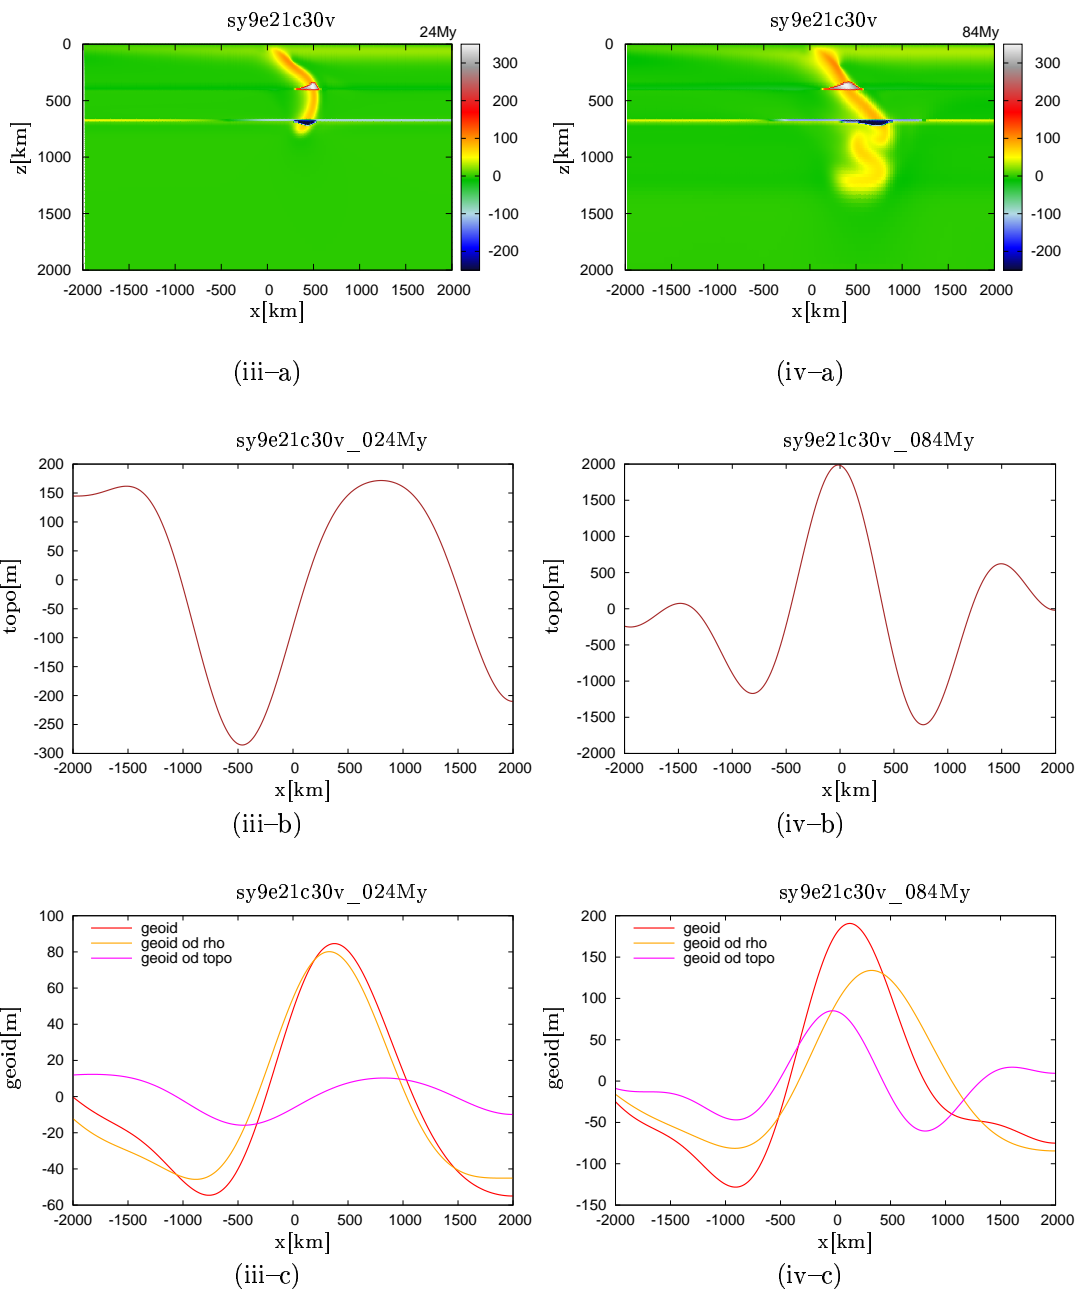 sy9e21c30v
24My
0
500
1000
1500
2000
z[km]
-2000 -1500 -1000 -500 0 500 1000 1500 2000
x[km]
300
200
100
0
-100
-200
(iii–a)
sy9e21c30v
84My
0
500
1000
1500
2000
z[km]
-2000 -1500 -1000 -500 0 500 1000 1500 2000
x[km]
300
200
100
0
-100
-200
(iv–a)
sy9e21c30v_024My
200
150
100
50
0
-50
-100
-150
-200
-250
-300
topo[m]
-2000 -1500 -1000 -500 0 500 1000 1500 2000
x[km]
(iii–b)
sy9e21c30v_084My
2000
1500
1000
500
0
-500
-1000
-1500
-2000
topo[m]
-2000 -1500 -1000 -500 0 500 1000 1500 2000
x[km]
(iv–b)
sy9e21c30v_024My
100
80
60
40
20
0
-20
-40
-60
geoid[m]
geoid
geoid od rho
geoid od topo
-2000 -1500 -1000 -500 0 500 1000 1500 2000
x[km]
(iii–c)
sy9e21c30v_084My
200
150
100
50
0
-50
-100
-150
geoid[m]
geoid
geoid od rho
geoid od topo
-2000 -1500 -1000 -500 0 500 1000 1500 2000
x[km]
(iv–c)